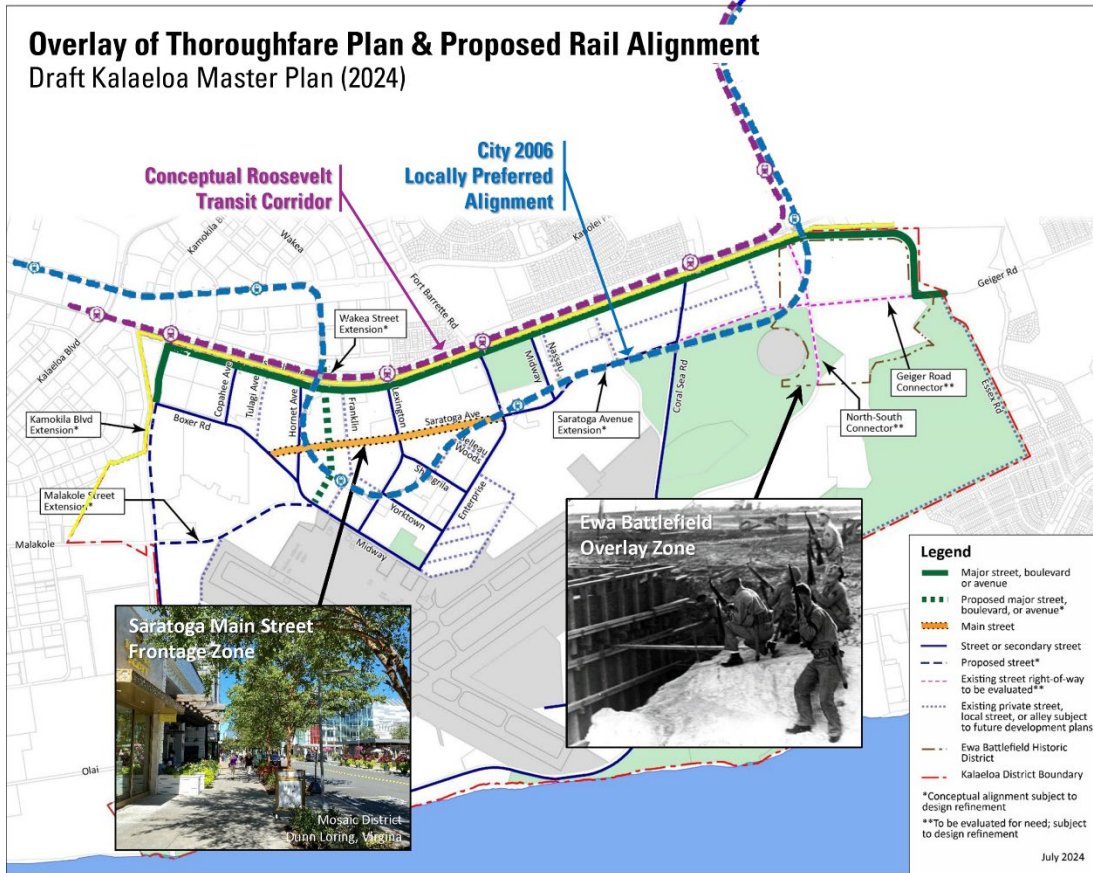 Overlay of Thoroughfare Plan & Proposed Rail Alignment
Draft Kalaeloa Master Plan (2024)
City 2006
Locally Preferred
Alignment
Conceptual Roosevelt
Transit Corridor
Kamokila Bl
Wakea
Fort Barrette Rd
Kapolei
Geiger Rd
Wakea Street
Extension*
Kalaeloa Blvd
Copahee Ave
Tulagi Ave
Hornet Ave
Franklin
Lexington
Saratoga Ave
Midway
Nassau
Coral Sea Rd
Essex Rd
Geiger Road
Connector**
North-South
Connector**
Saratoga Avenue
Extension*
Kamokila Blvd
Extension*
Boxer Rd
Belleau
Woods
Shangrila
Enterprise
Yorktown
Midway
Malakole Street
Extension*
Malakole
Olai
Saratoga Main Street
Frontage Zone
Mosaic District
Dunn Loring, Virgina
Ewa Battlefield
Overlay Zone
Legend
Major street, boulevard
or avenue
Proposed major street,
boulevard, or avenue*
Main street
Street or secondary street
Proposed street*
Existing street right-of-way
to be evaluated**
Existing private street,
local street, or alley subject
to future development plans
Ewa Battlefield Historic
District
Kalaeloa District Boundary
*Conceptual alignment subject to
design refinement
**To be evaluated for need; subject
to design refinement
July 2024